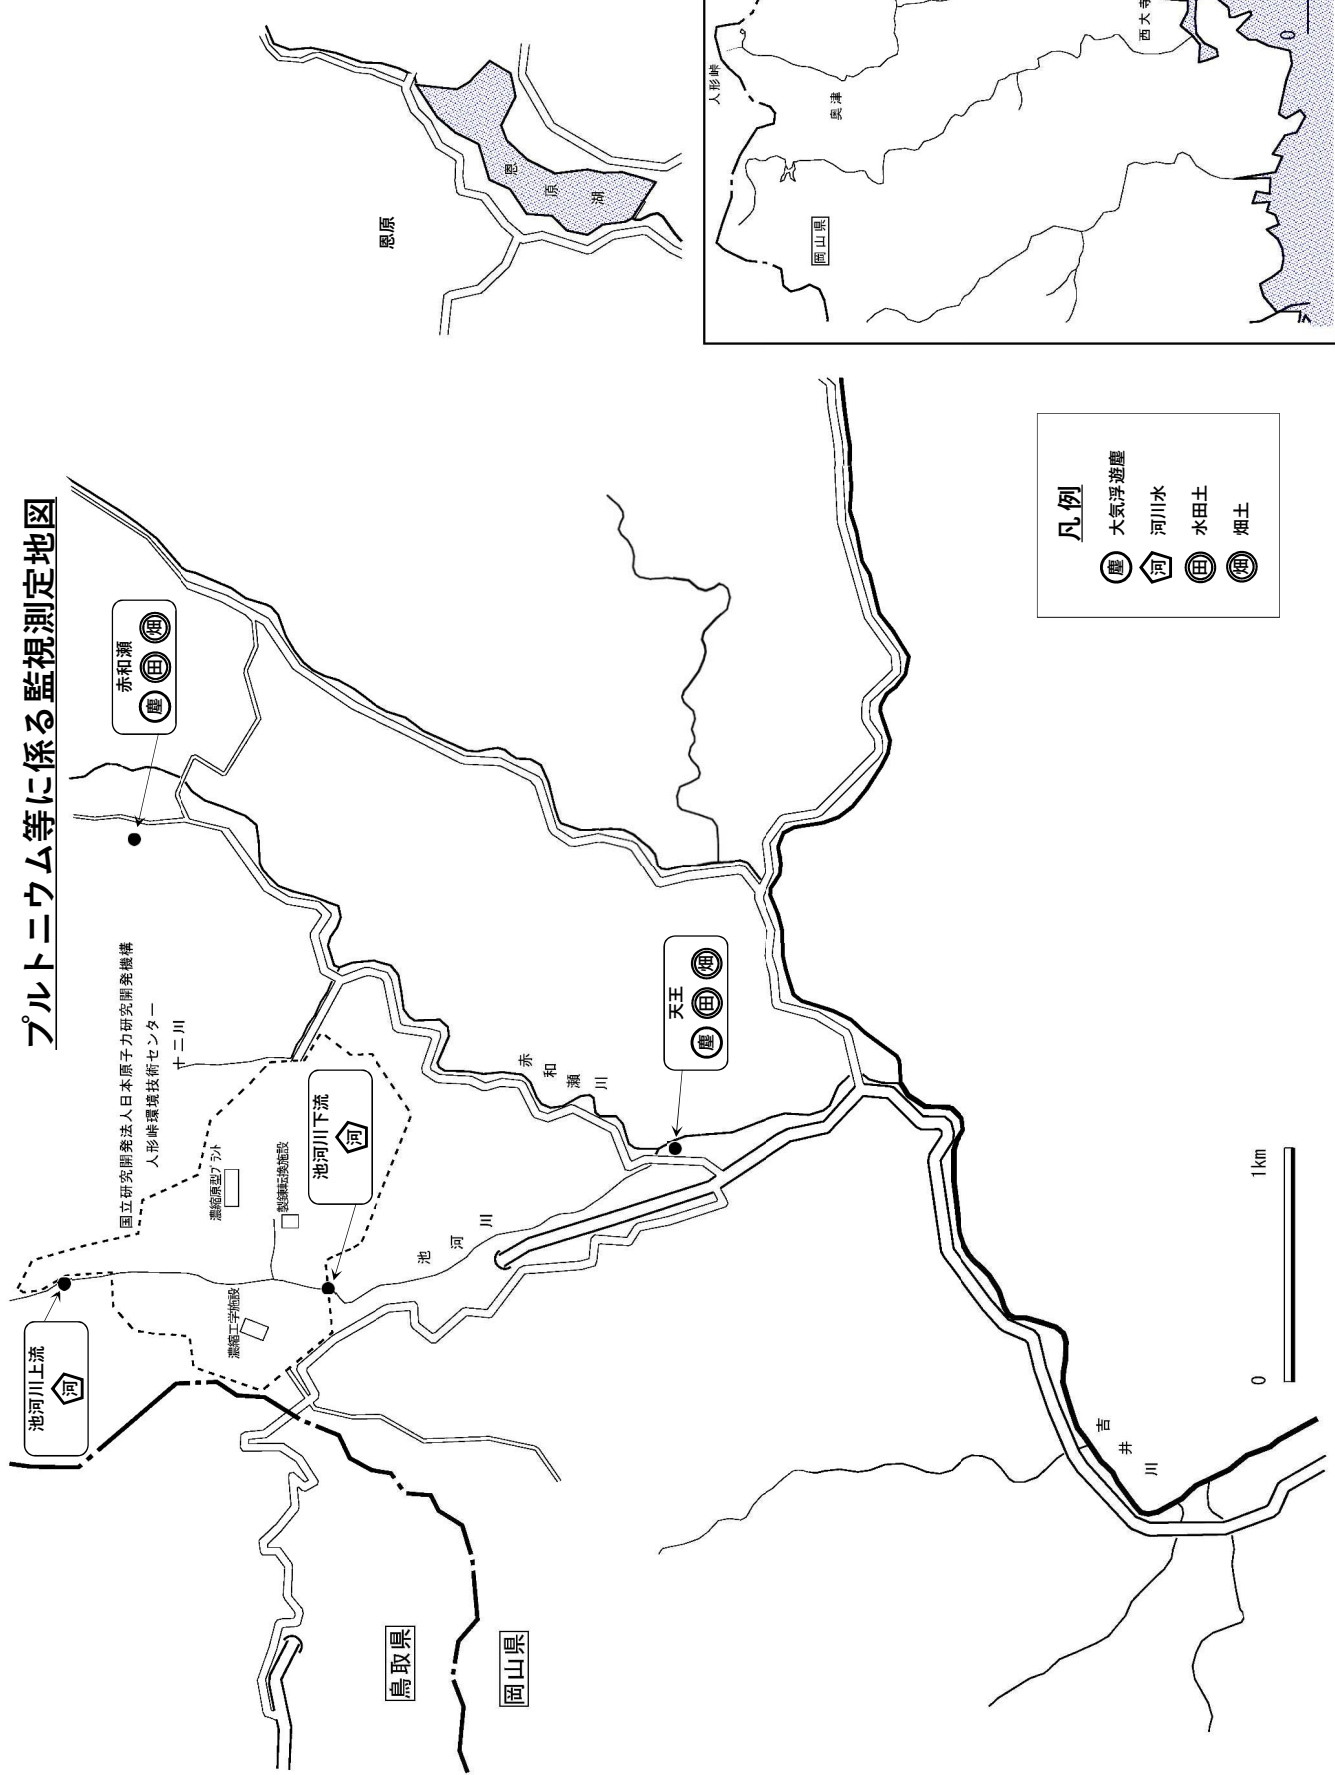 プルトニウム等に係る監視測定地図
池河川上流
河
国立研究開発法人日本原子力研究開発機構
人形峠環境技術センター
十二川
赤和瀬
塵 田 畑
濃縮原型プラント
濃縮工学施設
製錬転換施設
池河川下流
河
恩原
恩原湖
鳥取県
岡山県
池河川
赤和瀬川
天王
塵 田 畑
人形峠
奥津
岡山県
西大寺
0
吉井川
0
1km
凡例
塵 大気浮遊塵
河 河川水
田 水田土
畑 畑土